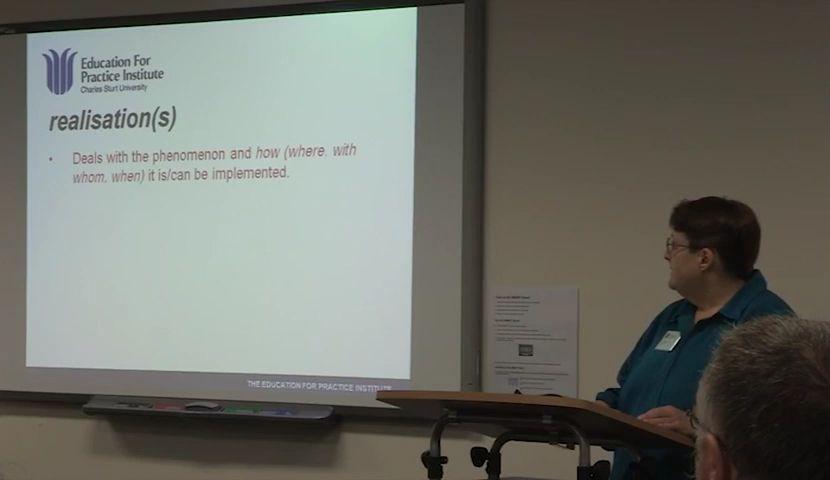 Education For
Practice Institute
Charles Sturt University
realisation(s)
• Deals with the phenomenon and how (where, with
whom, when) it is/can be implemented.
THE EDUCATION FOR PRACTICE INSTITUTE